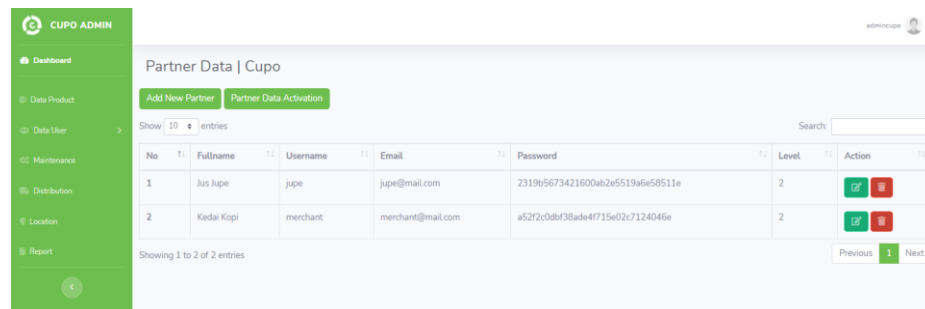 CUPO ADMIN
admincupo
Dashboard
Partner Data | Cupo
Data Product
Add New Partner Partner Data Activation
Data User
Show 10 entries Search:
Maintenance
No Fullname Username Email Password Level Action
Distribution
1 Jus Jupe jupe jupe@mail.com 2319b5673421600ab2e5519a6e58511e 2
Location
2 Kedai Kopi merchant merchant@mail.com a52f2c0dbf38ade4f715e02c7124046e 2
Report
Showing 1 to 2 of 2 entries Previous 1 Next